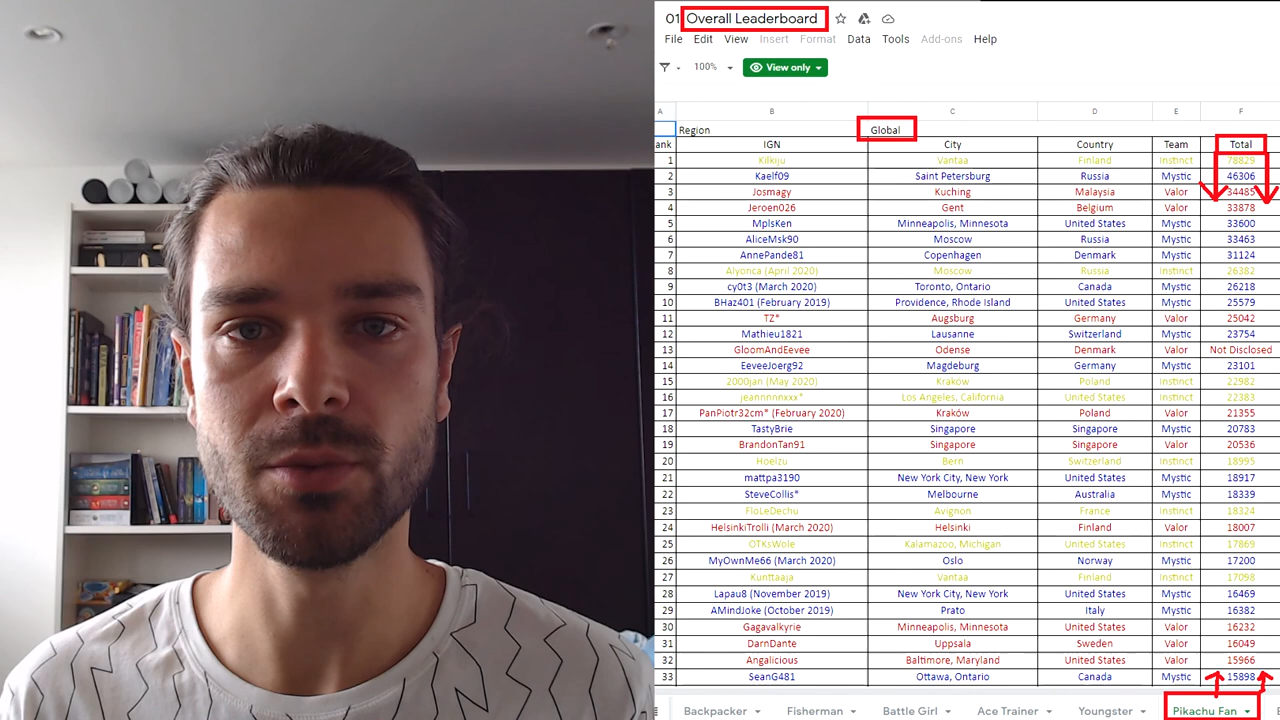 01 Overall Leaderboard
File Edit View Insert Format Data Tools Add-ons Help
100% View only
A B C D E F
Region Global
ank IGN City Country Team Total
1 Kilkiju Vantaa Finland Instinct 78829
2 Kaelf09 Saint Petersburg Russia Mystic 46306
3 Josmagy Kuching Malaysia Valor 34485
4 Jeroen026 Gent Belgium Valor 33878
5 MplsKen Minneapolis, Minnesota United States Mystic 33600
6 AliceMsk90 Moscow Russia Mystic 33463
7 AnnePande81 Copenhagen Denmark Mystic 31124
8 Alyonca (April 2020) Moscow Russia Instinct 26382
9 cy0t3 (March 2020) Toronto, Ontario Canada Mystic 26218
10 BHaz401 (February 2019) Providence, Rhode Island United States Mystic 25579
11 TZ* Augsburg Germany Valor 25042
12 Mathieu1821 Lausanne Switzerland Mystic 23754
13 GloomAndEevee Odense Denmark Valor Not Disclosed
14 EeveeJoerg92 Magdeburg Germany Mystic 23101
15 2000jan (May 2020) Kraków Poland Instinct 22982
16 jeannnnnxxx* Los Angeles, California United States Instinct 22383
17 PanPiotr32cm* (February 2020) Kraków Poland Valor 21355
18 TastyBrie Singapore Singapore Mystic 20783
19 BrandonTan91 Singapore Singapore Valor 20536
20 Hoelzu Bern Switzerland Instinct 18995
21 mattpa3190 New York City, New York United States Mystic 18917
22 SteveCollis* Melbourne Australia Mystic 18339
23 FloLeDechu Avignon France Instinct 18324
24 HelsinkiTrolli (March 2020) Helsinki Finland Valor 18007
25 OTKsWole Kalamazoo, Michigan United States Instinct 17869
26 MyOwnMe66 (March 2020) Oslo Norway Mystic 17200
27 Kunttaaja Vantaa Finland Instinct 17098
28 Lapau8 (November 2019) New York City, New York United States Mystic 16469
29 AMindJoke (October 2019) Prato Italy Mystic 16382
30 Gagavalkyrie Minneapolis, Minnesota United States Valor 16232
31 DarnDante Uppsala Sweden Valor 16049
32 Angalicious Baltimore, Maryland United States Valor 15966
33 SeanG481 Ottawa, Ontario Canada Mystic 15898
Backpacker Fisherman Battle Girl Ace Trainer Youngster Pikachu Fan